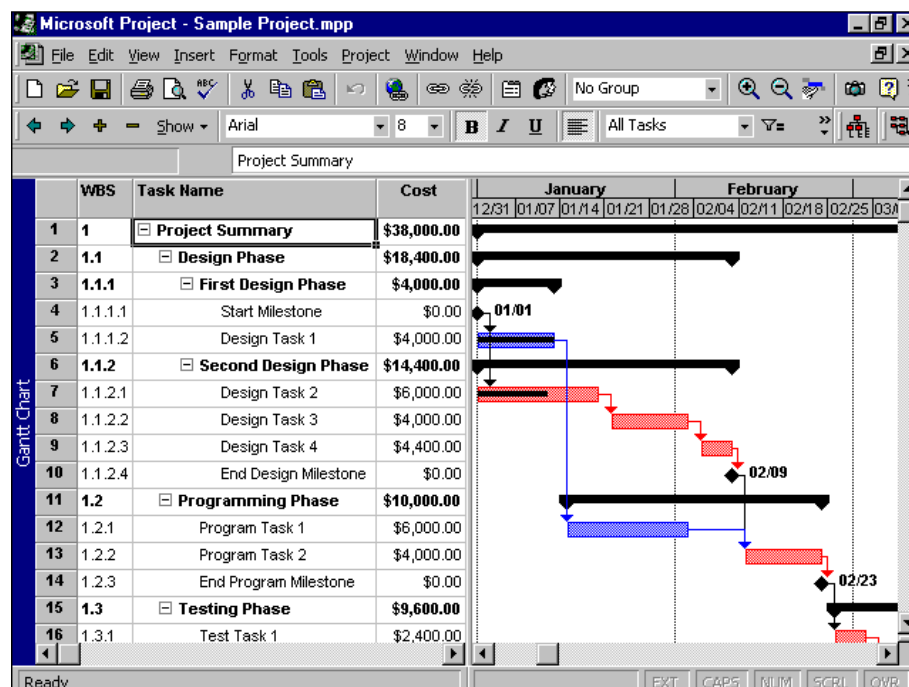 Microsoft Project - Sample Project.mpp
File Edit View Insert Format Tools Project Window Help
ABC No Group
Show Arial 8 B I U All Tasks
Project Summary
WBS Task Name Cost January February
12/31 01/07 01/14 01/21 01/28 02/04 02/11 02/18 02/25
1 1 Project Summary $38,000.00
2 1.1 Design Phase $18,400.00
3 1.1.1 First Design Phase $4,000.00
4 1.1.1.1 Start Milestone $0.00 01/01
5 1.1.1.2 Design Task 1 $4,000.00
6 1.1.2 Second Design Phase $14,400.00
7 1.1.2.1 Design Task 2 $6,000.00
8 1.1.2.2 Design Task 3 $4,000.00
9 1.1.2.3 Design Task 4 $4,400.00
10 1.1.2.4 End Design Milestone $0.00 02/09
11 1.2 Programming Phase $10,000.00
12 1.2.1 Program Task 1 $6,000.00
13 1.2.2 Program Task 2 $4,000.00
14 1.2.3 End Program Milestone $0.00 02/23
15 1.3 Testing Phase $9,600.00
16 1.3.1 Test Task 1 $2,400.00
Gantt Chart
Ready EXT CAPS NUM SCRL OVR